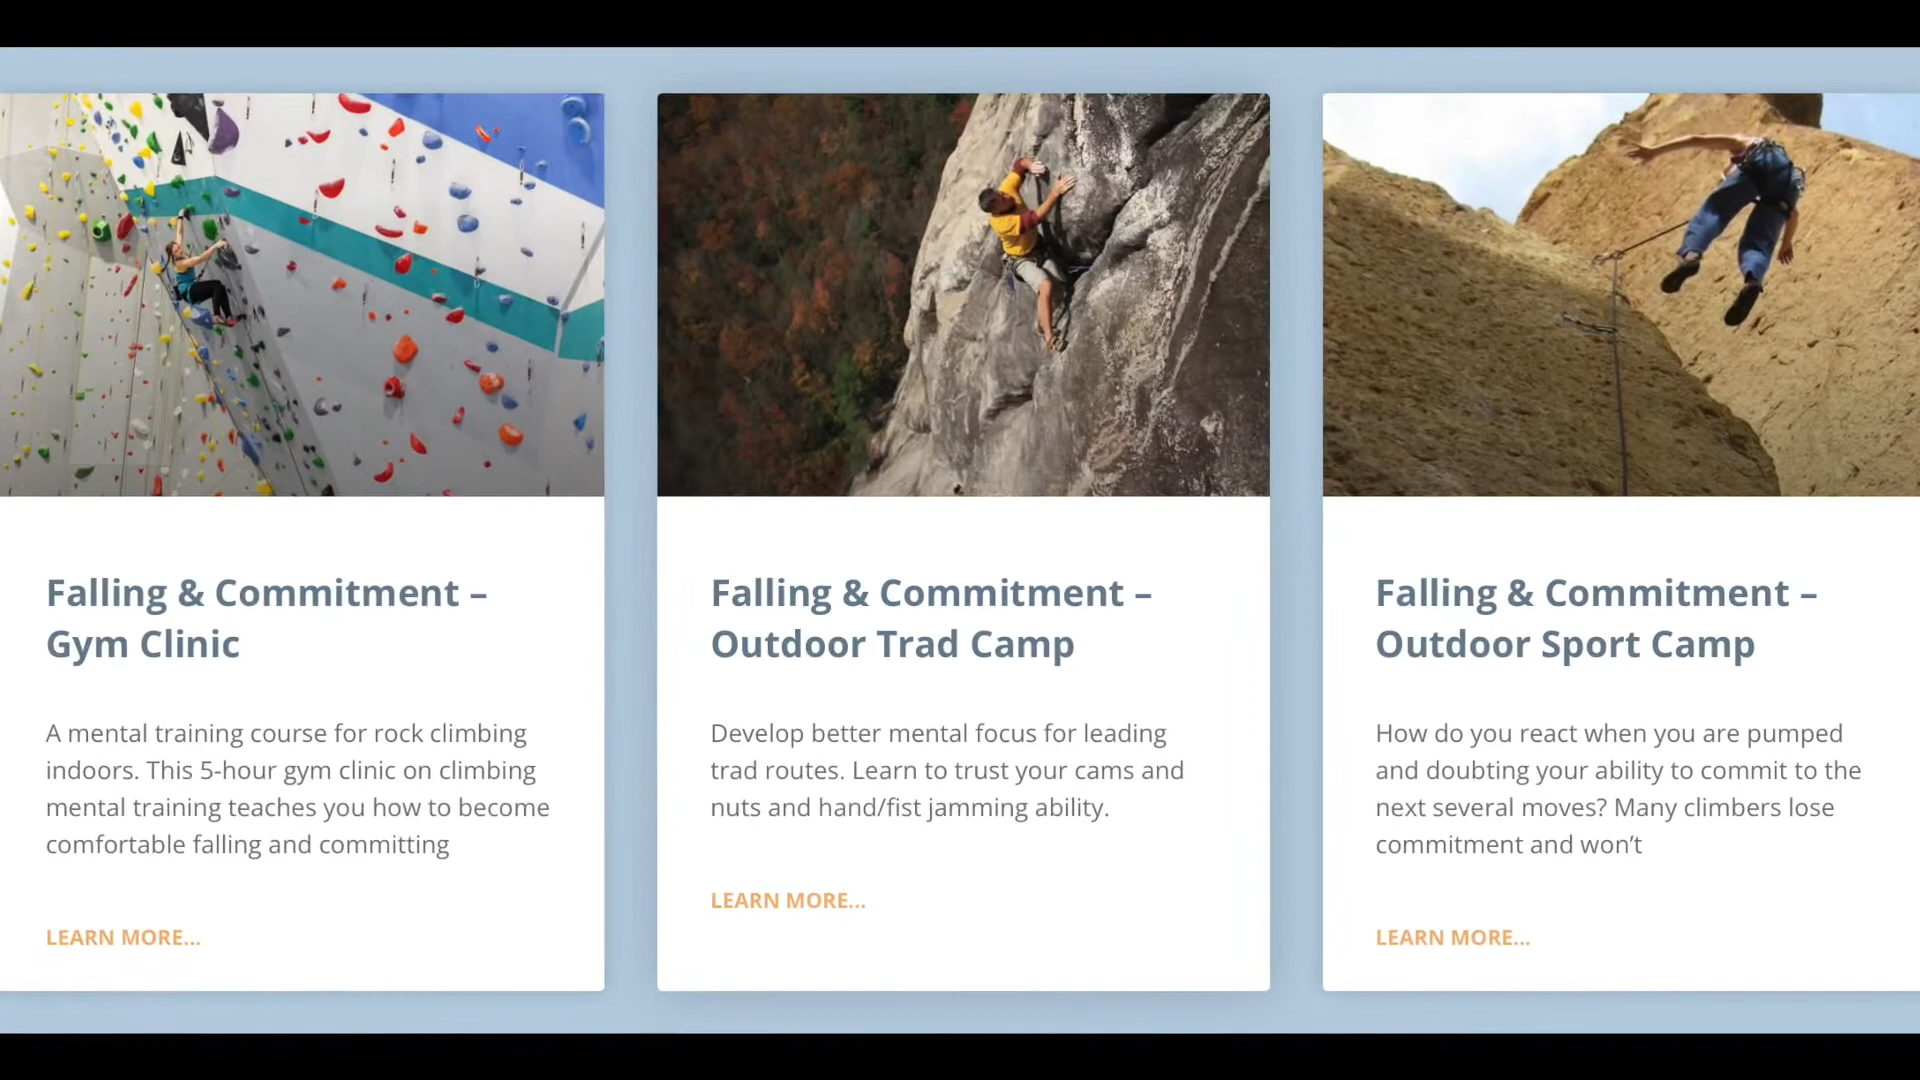 Falling & Commitment –
Gym Clinic
A mental training course for rock climbing
indoors. This 5-hour gym clinic on climbing
mental training teaches you how to become
comfortable falling and committing
LEARN MORE...
Falling & Commitment –
Outdoor Trad Camp
Develop better mental focus for leading
trad routes. Learn to trust your cams and
nuts and hand/fist jamming ability.
LEARN MORE...
Falling & Commitment –
Outdoor Sport Camp
How do you react when you are pumped
and doubting your ability to commit to the
next several moves? Many climbers lose
commitment and won’t
LEARN MORE...